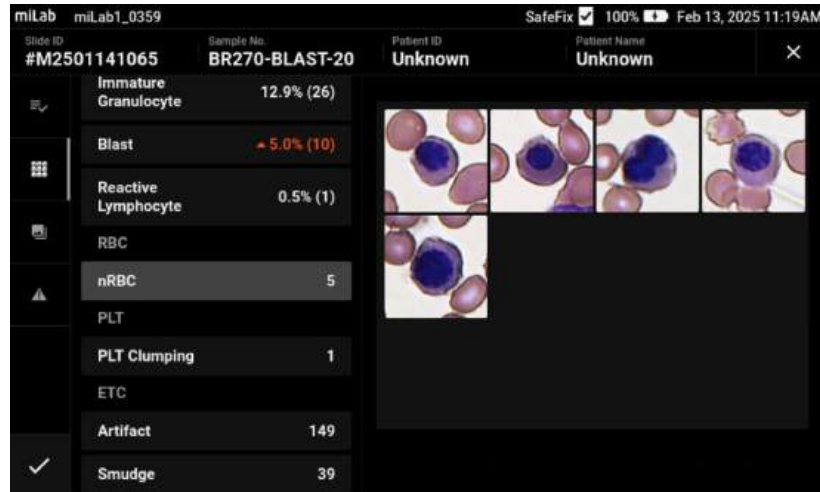 miLab miLab1_0359 SafeFix 100% Feb 13, 2025 11:19AM
Slide ID Sample No. Patient ID Patient Name
#M2501141065 BR270-BLAST-20 Unknown Unknown
Immature
Granulocyte 12.9% (26)
Blast 5.0% (10)
Reactive
Lymphocyte 0.5% (1)
RBC
nRBC 5
PLT
PLT Clumping 1
ETC
Artifact 149
Smudge 39